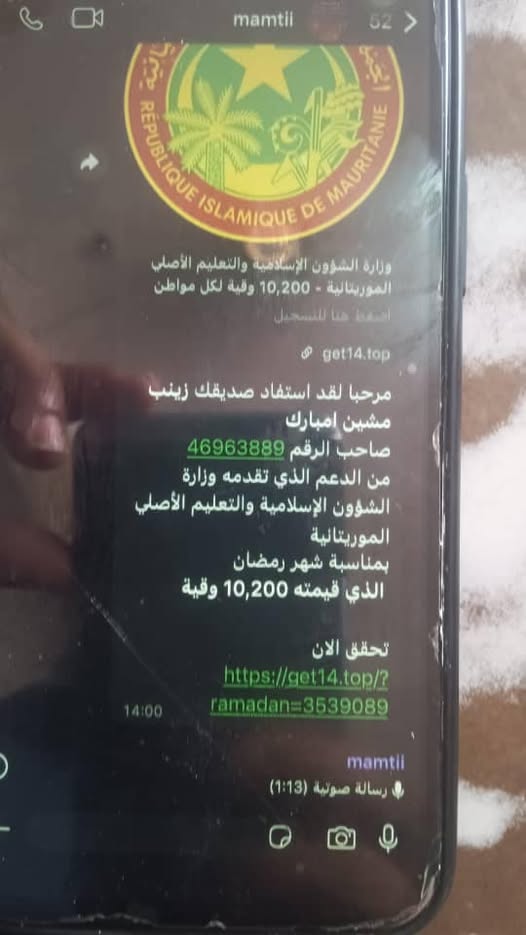 mamtii
52
RÉPUBLIQUE ISLAMIQUE DE MAURITANIE
وزارة الشؤون الإسلامية والتعليم الأصلي
الموريتانية - 10,200 وقية لكل مواطن
اضغط هنا للتسجيل
get14.top
مرحبا لقد استفاد صديقك زينب
مشين امبارك
صاحب الرقم 46963889
من الدعم الذي تقدمه وزارة
الشؤون الإسلامية والتعليم الأصلي
الموريتانية
بمناسبة شهر رمضان
الذي قيمته 10,200 وقية
تحقق الان
https://get14.top/?
ramadan=3539089
14:00
mamtii
رسالة صوتية (1:13)